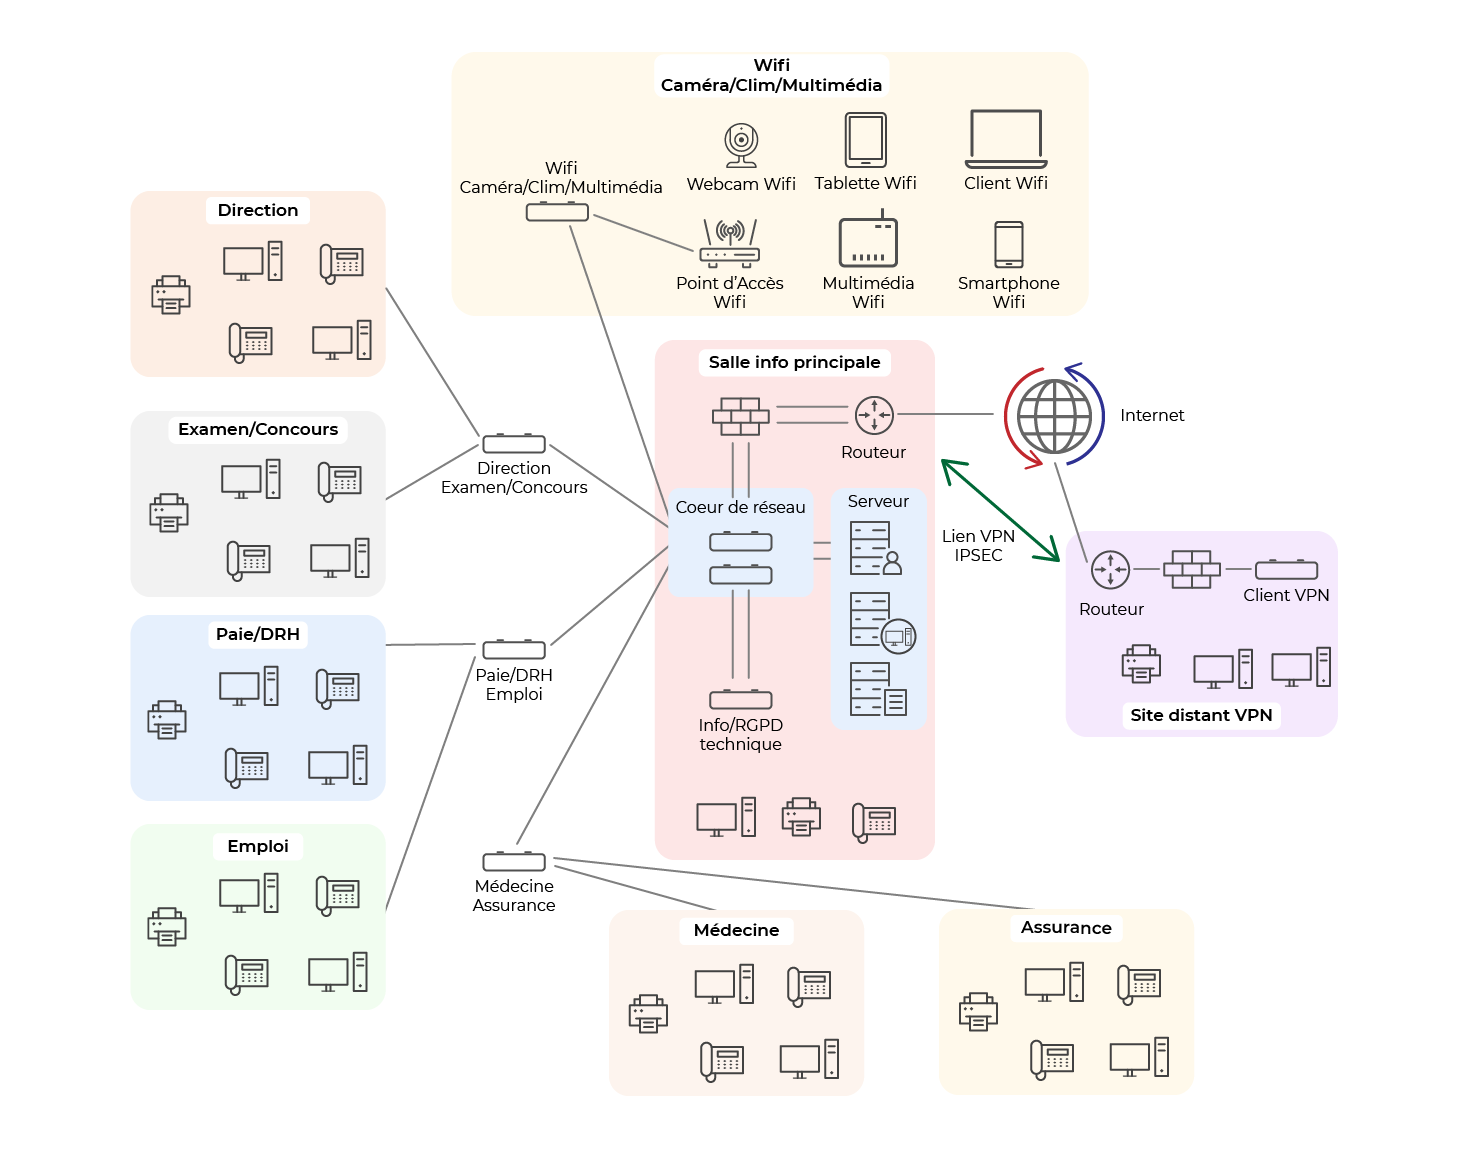 Wifi
Caméra/Clim/Multimédia
Wifi
Caméra/Clim/Multimédia
Webcam Wifi
Tablette Wifi
Client Wifi
Point d'Accès
Wifi
Multimédia
Wifi
Smartphone
Wifi
Direction
Examen/Concours
Direction
Examen/Concours
Paie/DRH
Paie/DRH
Emploi
Emploi
Médecine
Assurance
Salle info principale
Routeur
Internet
Coeur de réseau
Serveur
Lien VPN
IPSEC
Info/RGPD
technique
Routeur
Client VPN
Site distant VPN
Médecine
Assurance